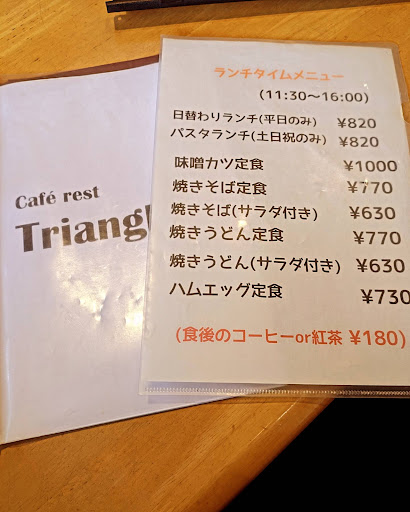 Café rest
ランチタイムメニュー
(11:30〜16:00)
日替わりランチ(平日のみ) ¥820
パスタランチ(土日祝のみ) ¥820
味噌カツ定食 ¥1000
焼きそば定食 ¥770
焼きそば(サラダ付き) ¥630
焼きうどん定食 ¥770
焼きうどん(サラダ付き) ¥630
ハムエッグ定食 ¥730
(食後のコーヒーor紅茶 ¥180)